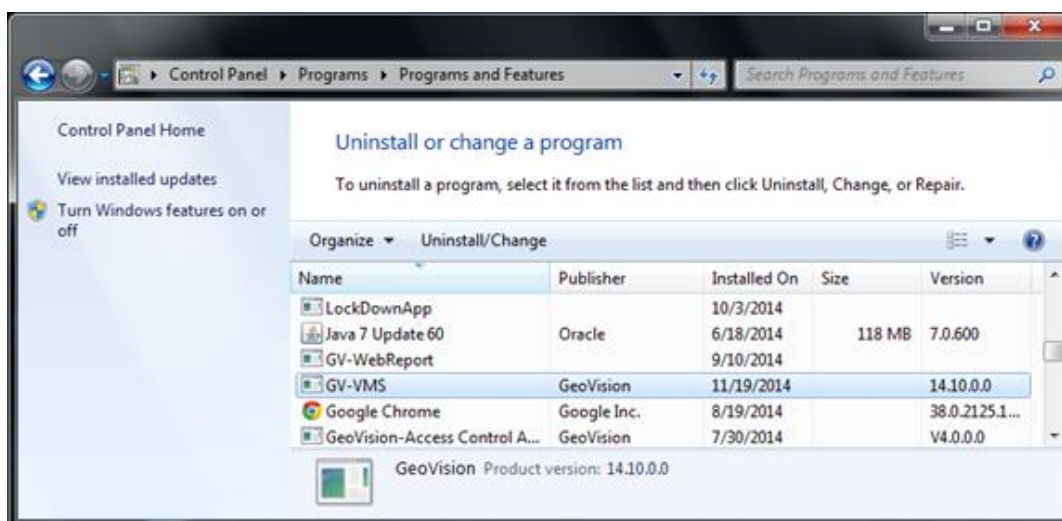 Control Panel ▸ Programs ▸ Programs and Features
Search Programs and Features
Control Panel Home
View installed updates
Turn Windows features on or
off
Uninstall or change a program
To uninstall a program, select it from the list and then click Uninstall, Change, or Repair.
Organize Uninstall/Change
Name Publisher Installed On Size Version
LockDownApp 10/3/2014
Java 7 Update 60 Oracle 6/18/2014 118 MB 7.0.600
GV-WebReport 9/10/2014
GV-VMS GeoVision 11/19/2014 14.10.0.0
Google Chrome Google Inc. 8/19/2014 38.0.2125.1...
GeoVision-Access Control A... GeoVision 7/30/2014 V4.0.0.0
GeoVision Product version: 14.10.0.0